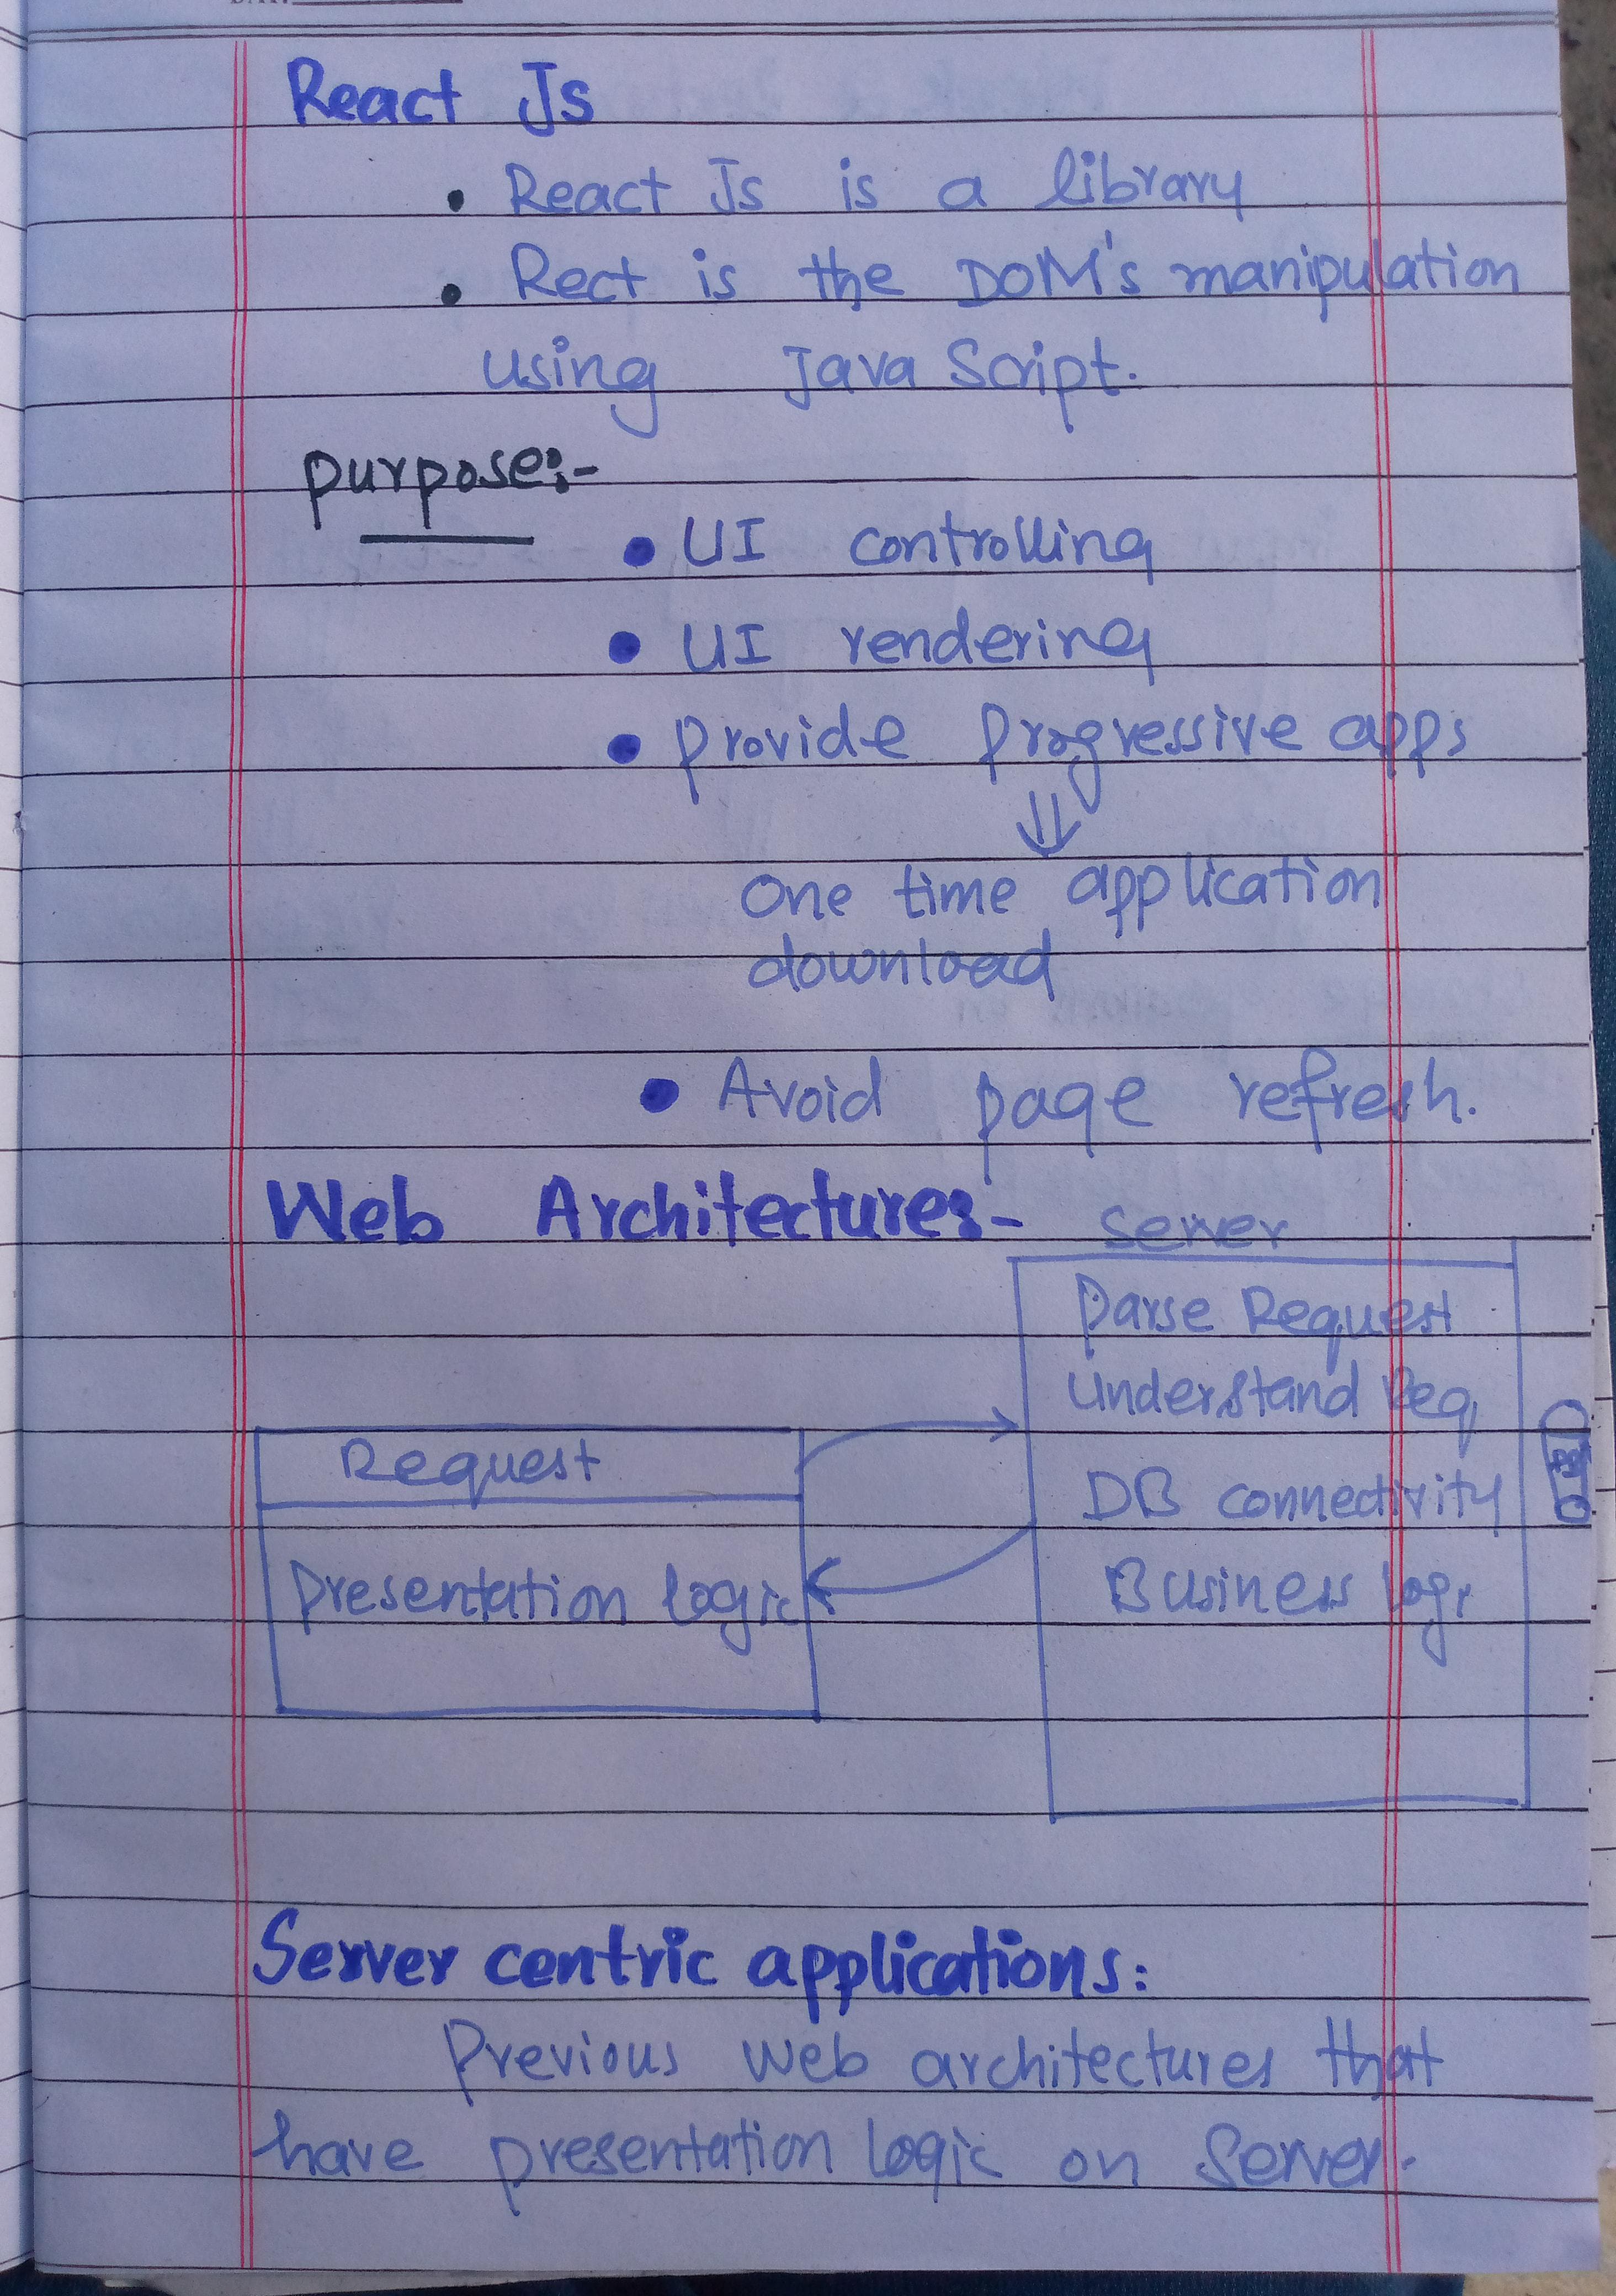 React Js
• React Js is a library
• Rect is the DOM's manipulation
using Java Script.
purpose:-
• UI controlling
• UI rendering
• provide progressive apps
⇓
One time application
download
• Avoid page refresh.
Web Architectures-
Server
Parse Request
Understand Req
Request
DB connectivity
Presentation logic
Business logi
Server centric applications:
Previous web architectures that
have presentation logic on Server.